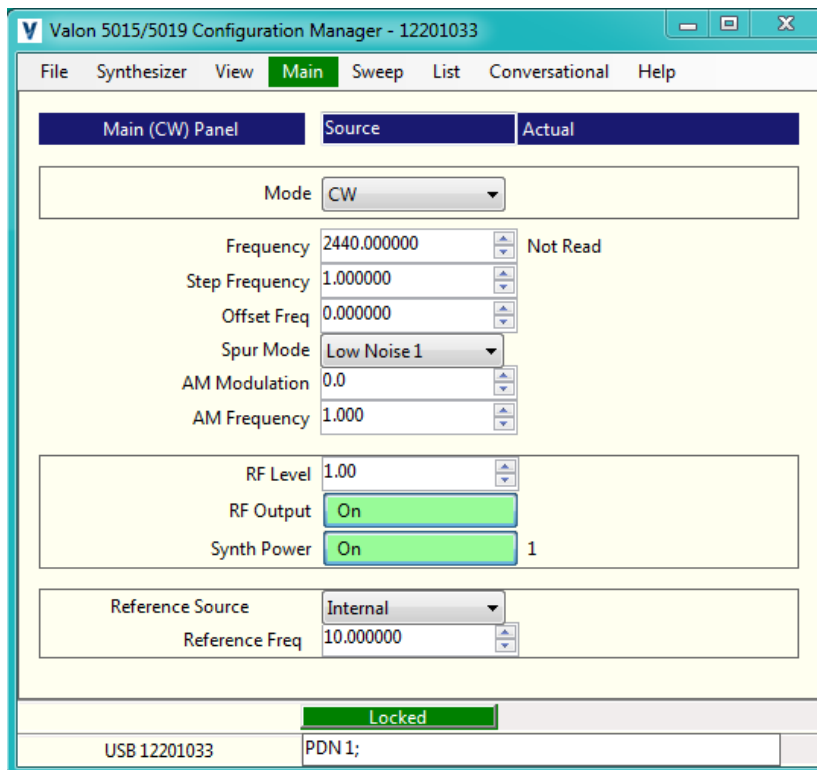 Valon 5015/5019 Configuration Manager - 12201033
File Synthesizer View Main Sweep List Conversational Help
Main (CW) Panel Source Actual
Mode CW
Frequency 2440.000000 Not Read
Step Frequency 1.000000
Offset Freq 0.000000
Spur Mode Low Noise 1
AM Modulation 0.0
AM Frequency 1.000
RF Level 1.00
RF Output On
Synth Power On 1
Reference Source Internal
Reference Freq 10.000000
Locked
USB 12201033 PDN 1;